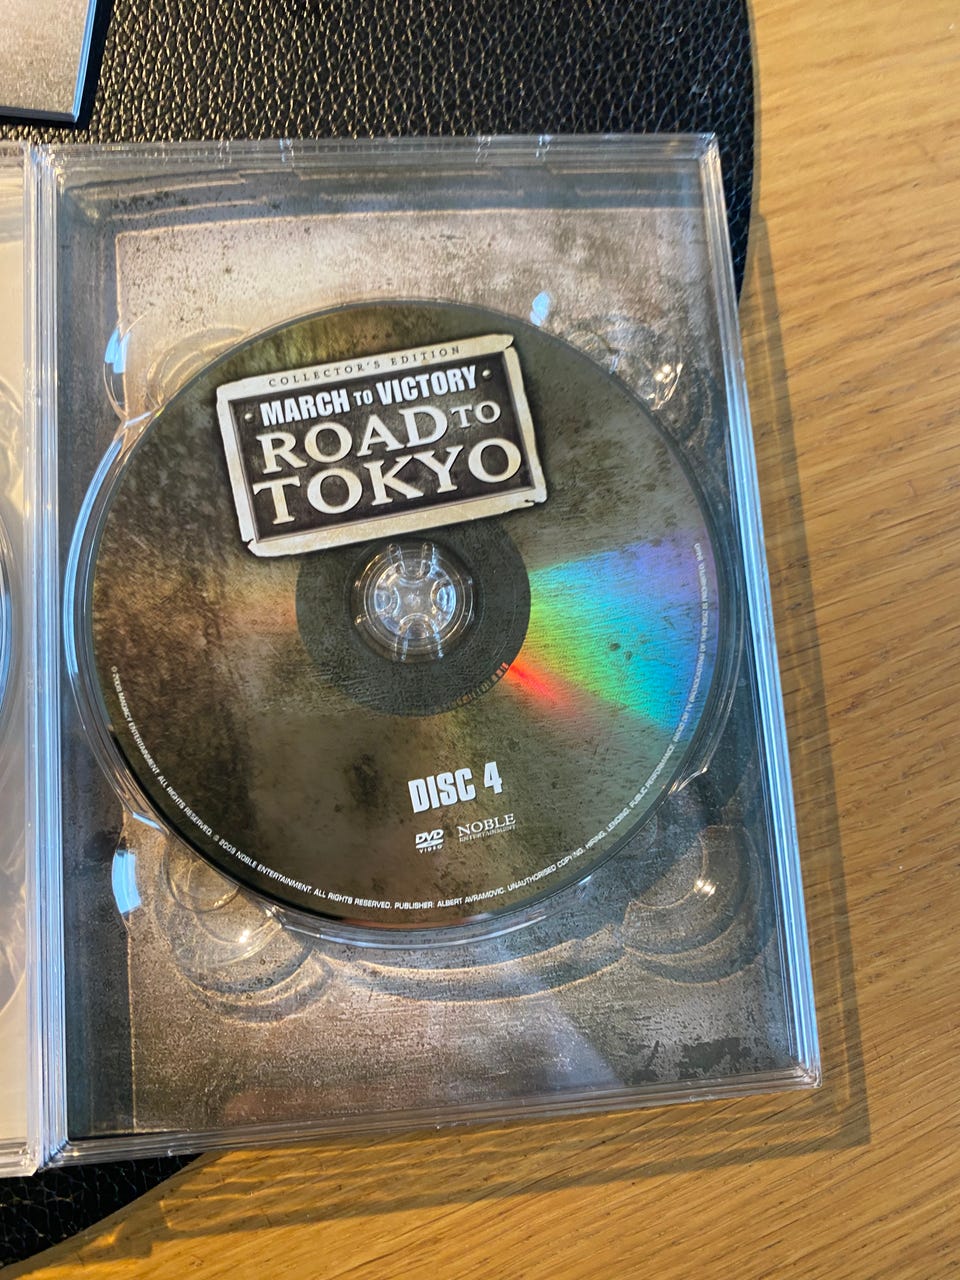 COLLECTOR'S EDITION
• MARCH TO VICTORY •
ROAD TO
TOKYO
DISC 4
DVD
VIDEO
NOBLE
ENTERTAINMENT
ENTERTAINMENT. ALL RIGHTS RESERVED. © 2009 NOBLE ENTERTAINMENT. ALL RIGHTS RESERVED. PUBLISHER: ALBERT AVRAMOVIC. UNAUTHORISED COPYING, HIRING, LENDING, PUBLIC PERFORMANCE